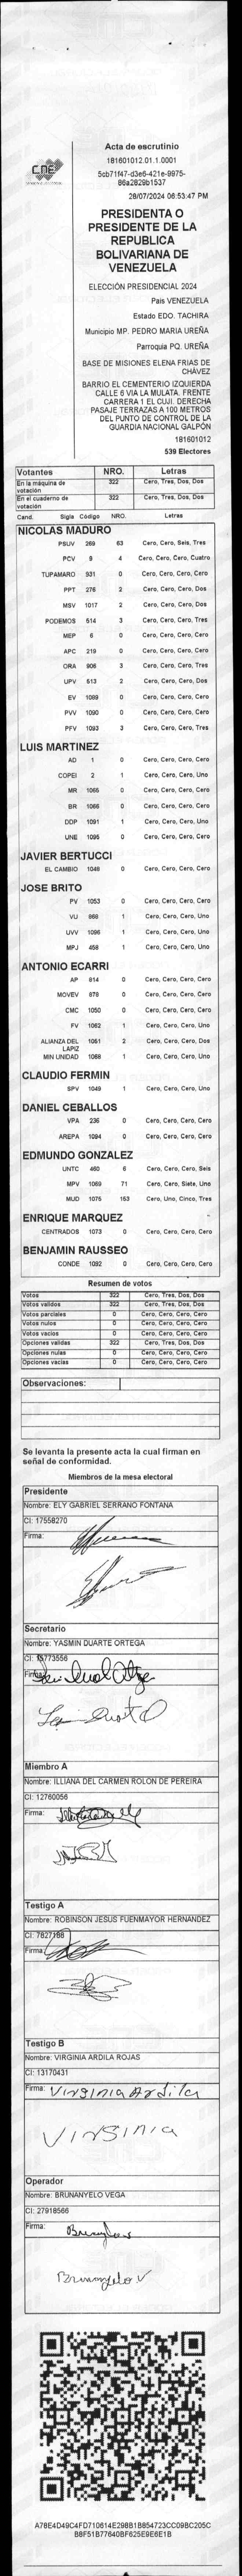 CNE
Acta de escrutinio
181601012.01.1.0001
5cb71f47-d3e6-421e-9975-
86a2829b1537
28/07/2024 06:53:47 PM
PRESIDENTA O
PRESIDENTE DE LA
REPUBLICA
BOLIVARIANA DE
VENEZUELA
ELECCIÓN PRESIDENCIAL 2024
Pais VENEZUELA
Estado EDO. TACHIRA
Municipio MP. PEDRO MARIA UREÑA
Parroquia PQ. UREÑA
BASE DE MISIONES ELENA FRIAS DE
CHÁVEZ
BARRIO EL CEMENTERIO IZQUIERDA
CALLE 6 VIA LA MULATA. FRENTE
CARRERA 1 EL CUJI. DERECHA
PASAJE TERRAZAS A 100 METROS
DEL PUNTO DE CONTROL DE LA
GUARDIA NACIONAL GALPÓN
181601012
539 Electores
Votantes NRO. Letras
En la máquina de votación 322 Cero, Tres, Dos, Dos
En el cuaderno de votación 322 Cero, Tres, Dos, Dos
Cand. Sigla Código NRO. Letras
NICOLAS MADURO
PSUV 269 63 Cero, Cero, Seis, Tres
PCV 9 4 Cero, Cero, Cero, Cuatro
TUPAMARO 931 0 Cero, Cero, Cero, Cero
PPT 276 2 Cero, Cero, Cero, Dos
MSV 1017 2 Cero, Cero, Cero, Dos
PODEMOS 514 3 Cero, Cero, Cero, Tres
MEP 6 0 Cero, Cero, Cero, Cero
APC 219 0 Cero, Cero, Cero, Cero
ORA 906 3 Cero, Cero, Cero, Tres
UPV 513 2 Cero, Cero, Cero, Dos
EV 1089 0 Cero, Cero, Cero, Cero
PVV 1090 0 Cero, Cero, Cero, Cero
PFV 1093 3 Cero, Cero, Cero, Tres
LUIS MARTINEZ
AD 1 0 Cero, Cero, Cero, Cero
COPEI 2 1 Cero, Cero, Cero, Uno
MR 1065 0 Cero, Cero, Cero, Cero
BR 1066 0 Cero, Cero, Cero, Cero
DDP 1091 1 Cero, Cero, Cero, Uno
UNE 1095 0 Cero, Cero, Cero, Cero
JAVIER BERTUCCI
EL CAMBIO 1048 0 Cero, Cero, Cero, Cero
JOSE BRITO
PV 1053 0 Cero, Cero, Cero, Cero
VU 968 1 Cero, Cero, Cero, Uno
UVV 1096 1 Cero, Cero, Cero, Uno
MPJ 458 1 Cero, Cero, Cero, Uno
ANTONIO ECARRI
AP 814 0 Cero, Cero, Cero, Cero
MOVEV 878 0 Cero, Cero, Cero, Cero
CMC 1050 0 Cero, Cero, Cero, Cero
FV 1062 1 Cero, Cero, Cero, Uno
ALIANZA DEL LAPIZ 1051 2 Cero, Cero, Cero, Dos
MIN UNIDAD 1088 1 Cero, Cero, Cero, Uno
CLAUDIO FERMIN
SPV 1049 1 Cero, Cero, Cero, Uno
DANIEL CEBALLOS
VPA 236 0 Cero, Cero, Cero, Cero
AREPA 1094 0 Cero, Cero, Cero, Cero
EDMUNDO GONZALEZ
UNTC 460 6 Cero, Cero, Cero, Seis
MPV 1069 71 Cero, Cero, Siete, Uno
MUD 1075 153 Cero, Uno, Cinco, Tres
ENRIQUE MARQUEZ
CENTRADOS 1073 0 Cero, Cero, Cero, Cero
BENJAMIN RAUSSEO
CONDE 1092 0 Cero, Cero, Cero, Cero
Resumen de votos
Votos 322 Cero, Tres, Dos, Dos
Votos validos 322 Cero, Tres, Dos, Dos
Votos parciales 0 Cero, Cero, Cero, Cero
Votos nulos 0 Cero, Cero, Cero, Cero
Votos vacios 0 Cero, Cero, Cero, Cero
Opciones validas 322 Cero, Tres, Dos, Dos
Opciones nulas 0 Cero, Cero, Cero, Cero
Opciones vacias 0 Cero, Cero, Cero, Cero
Observaciones:
Se levanta la presente acta la cual firman en
señal de conformidad.
Miembros de la mesa electoral
Presidente
Nombre: ELY GABRIEL SERRANO FONTANA
CI: 17558270
Firma:
Secretario
Nombre: YASMIN DUARTE ORTEGA
CI: 15773556
Firma:
Miembro A
Nombre: ILLIANA DEL CARMEN ROLON DE PEREIRA
CI: 12760056
Firma:
Testigo A
Nombre: ROBINSON JESUS FUENMAYOR HERNANDEZ
CI: 7827188
Firma:
Testigo B
Nombre: VIRGINIA ARDILA ROJAS
CI: 13170431
Firma: Virginia Ardila
Virginia
Operador
Nombre: BRUNANYELO VEGA
CI: 27918566
Firma:
Brunanyelo V
A78E4D49C4FD710614E298B1B854723CC09BC205C
B8F51B77640BF625E9E6E1B